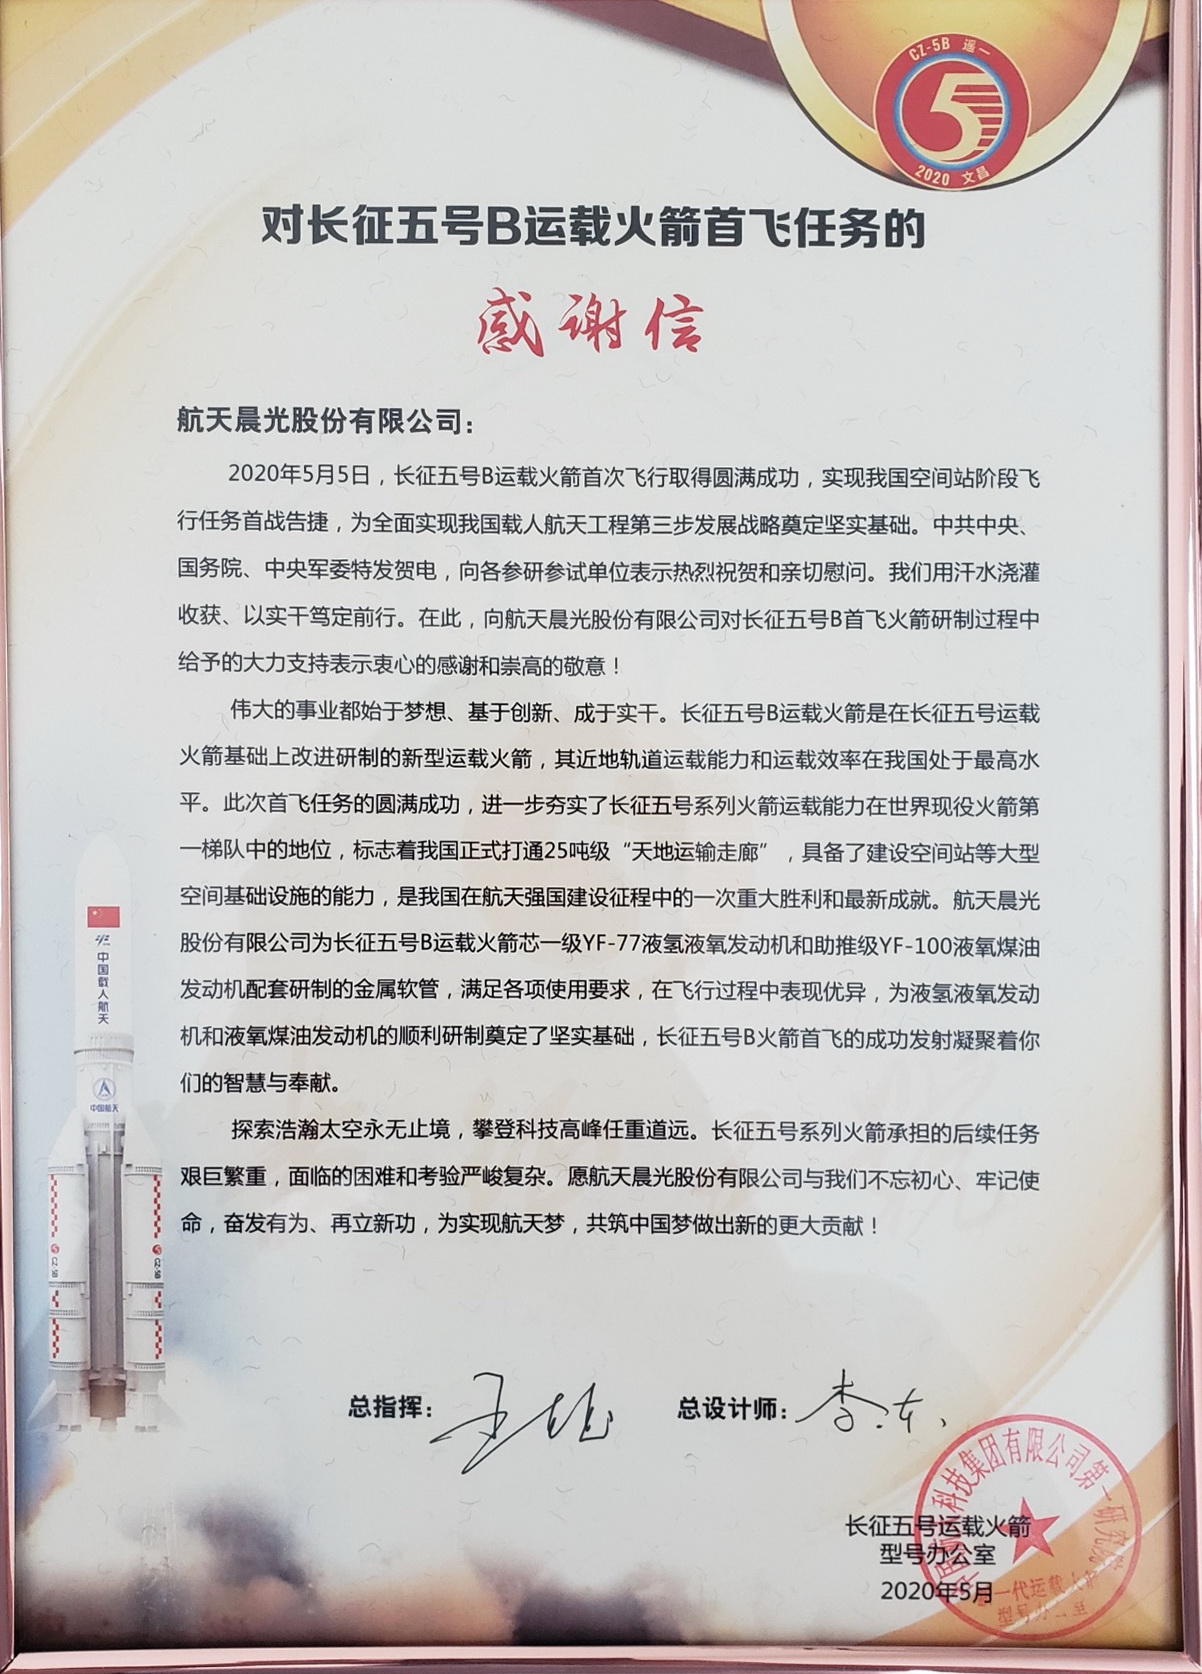 CZ-5B 遥一
5
2020 文昌
对长征五号B运载火箭首飞任务的
感谢信
航天晨光股份有限公司：
2020年5月5日，长征五号B运载火箭首次飞行取得圆满成功，实现我国空间站阶段飞
行任务首战告捷，为全面实现我国载人航天工程第三步发展战略奠定坚实基础。中共中央、
国务院、中央军委特发贺电，向各参研参试单位表示热烈祝贺和亲切慰问。我们用汗水浇灌
收获、以实干笃定前行。在此，向航天晨光股份有限公司对长征五号B首飞火箭研制过程中
给予的大力支持表示衷心的感谢和崇高的敬意！
伟大的事业都始于梦想、基于创新、成于实干。长征五号B运载火箭是在长征五号运载
火箭基础上改进研制的新型运载火箭，其近地轨道运载能力和运载效率在我国处于最高水
平。此次首飞任务的圆满成功，进一步夯实了长征五号系列火箭运载能力在世界现役火箭第
一梯队中的地位，标志着我国正式打通25吨级“天地运输走廊”，具备了建设空间站等大型
空间基础设施的能力，是我国在航天强国建设征程中的一次重大胜利和最新成就。航天晨光
股份有限公司为长征五号B运载火箭芯一级YF-77液氢液氧发动机和助推级YF-100液氧煤油
发动机配套研制的金属软管，满足各项使用要求，在飞行过程中表现优异，为液氢液氧发动
机和液氧煤油发动机的顺利研制奠定了坚实基础，长征五号B火箭首飞的成功发射凝聚着你
们的智慧与奉献。
探索浩瀚太空永无止境，攀登科技高峰任重道远。长征五号系列火箭承担的后续任务
艰巨繁重，面临的困难和考验严峻复杂。愿航天晨光股份有限公司与我们不忘初心、牢记使
命，奋发有为、再立新功，为实现航天梦，共筑中国梦做出新的更大贡献！
中国载人航天
中国航天
CZ-5B
CZ-5B
总指挥：
总设计师：李东
长征五号运载火箭
型号办公室
2020年5月
科技集团有限公司第一研究院
一代运载火箭
型号办公室